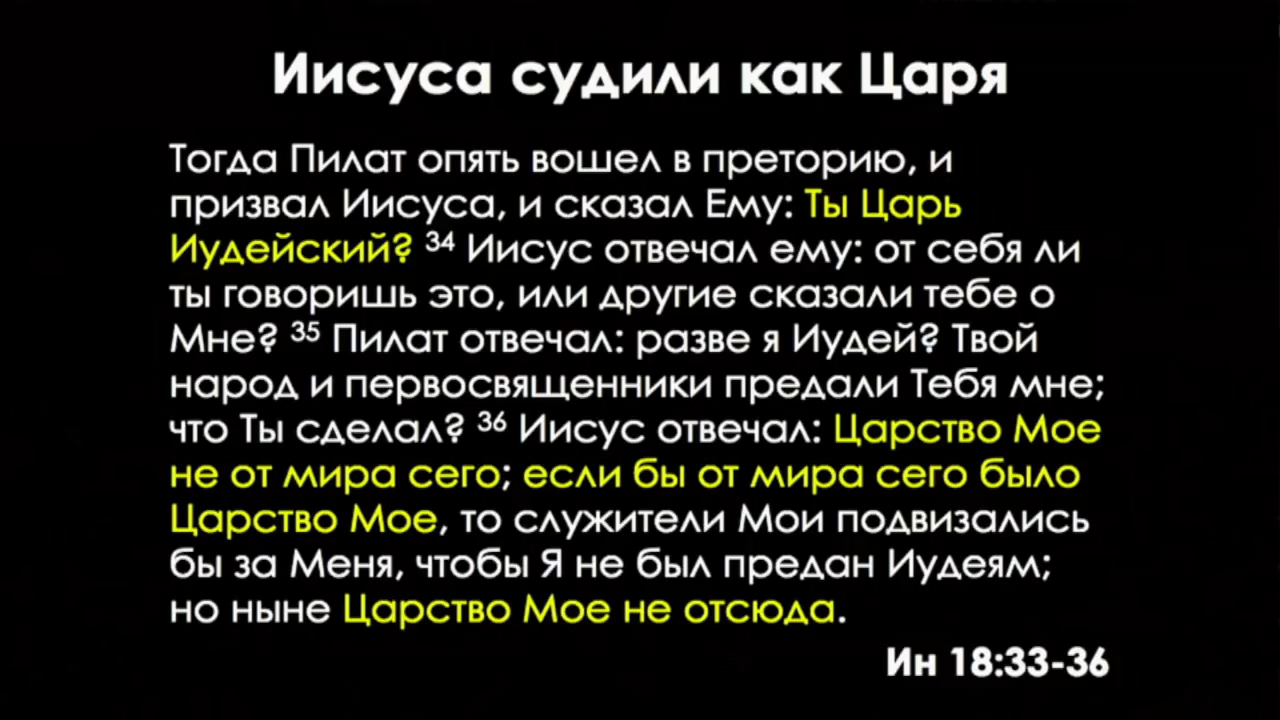 Иисуса судили как Царя
Тогда Пилат опять вошел в преторию, и
призвал Иисуса, и сказал Ему: Ты Царь
Иудейский? ³⁴ Иисус отвечал ему: от себя ли
ты говоришь это, или другие сказали тебе о
Мне? ³⁵ Пилат отвечал: разве я Иудей? Твой
народ и первосвященники предали Тебя мне;
что Ты сделал? ³⁶ Иисус отвечал: Царство Мое
не от мира сего; если бы от мира сего было
Царство Мое, то служители Мои подвизались
бы за Меня, чтобы Я не был предан Иудеям;
но ныне Царство Мое не отсюда.
Ин 18:33-36